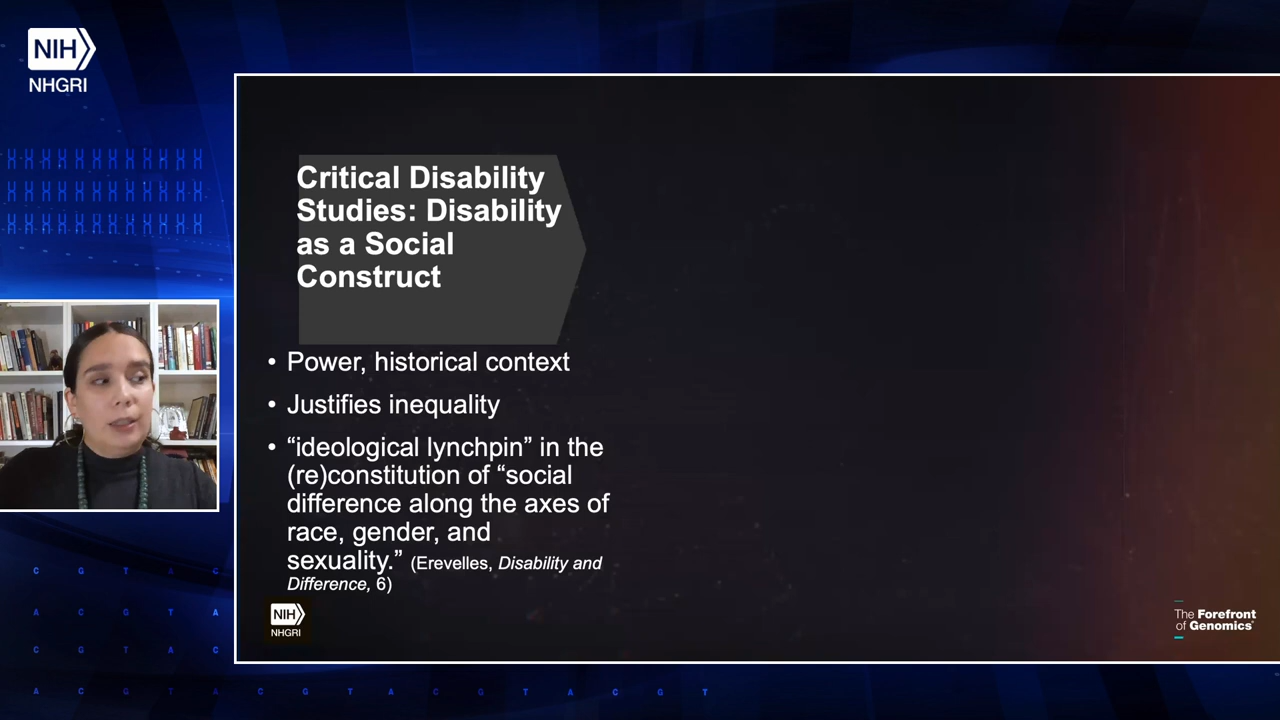 NIH
NHGRI
Critical Disability
Studies: Disability
as a Social
Construct
• Power, historical context
• Justifies inequality
• “ideological lynchpin” in the
(re)constitution of “social
difference along the axes of
race, gender, and
sexuality.” (Erevelles, Disability and
Difference, 6)
NIH
NHGRI
The Forefront
of Genomics
C G T A C
A C G T A
C G T A C
A C G T A C G T A C G T A C G T